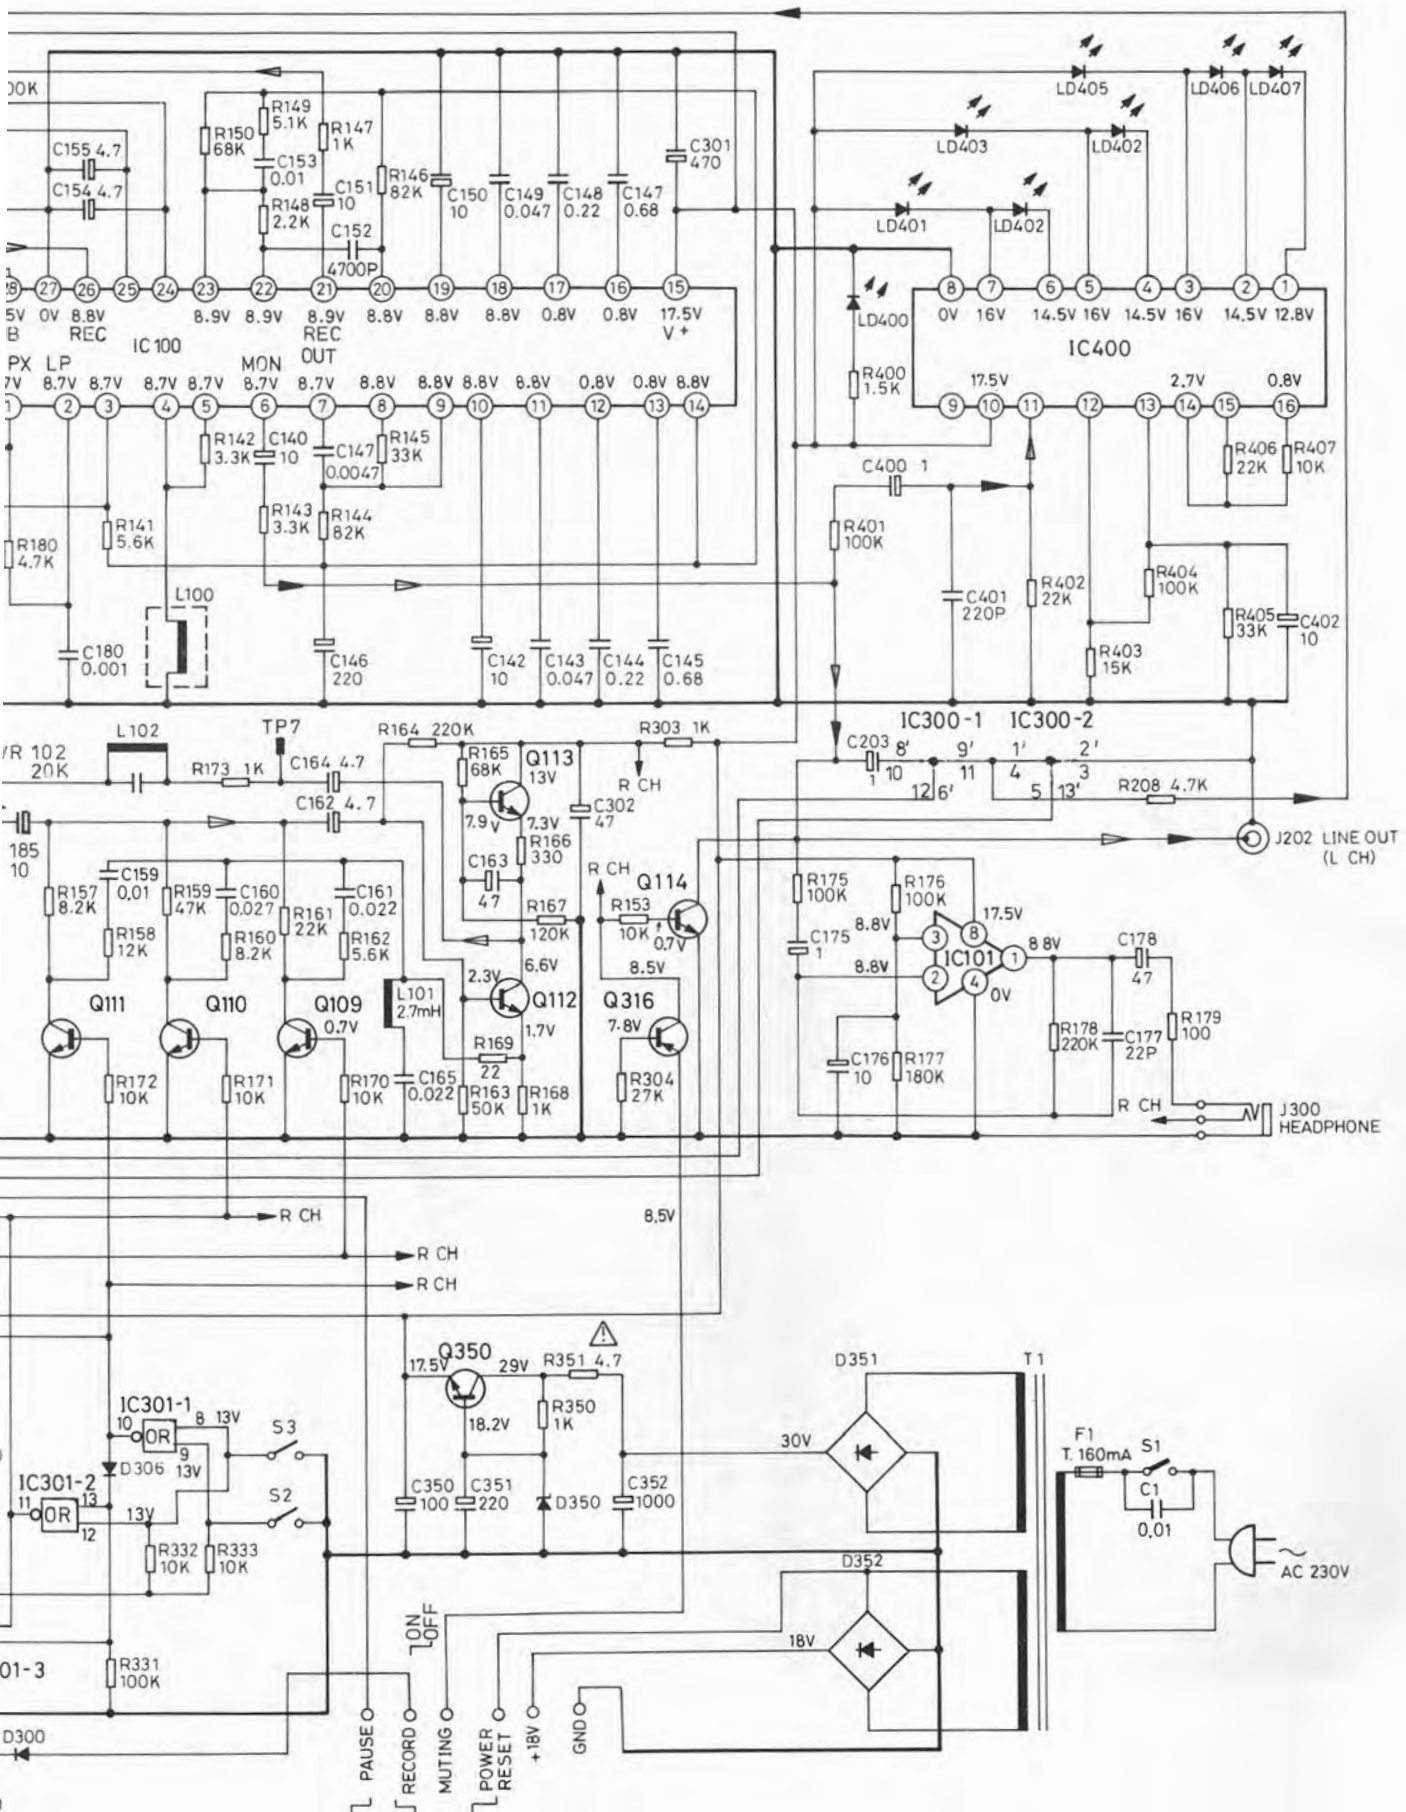 LD405
LD406
LD407
00K
LD403
LD402
R150
68K
R149
5.1K
R147
1K
C301
470
C155 4.7
C153
0.01
C154 4.7
R148
2.2K
C151
10
R146
82K
C150
10
C149
0.047
C148
0.22
C147
0.68
LD401
LD402
C152
4700P
28 27 26 25 24 23 22 21 20 19 18 17 16 15
8 7 6 5 4 3 2 1
5V 0V 8.8V 8.9V 8.9V 8.9V 8.8V 8.8V 8.8V 0.8V 0.8V 17.5V
B REC IC100 REC OUT V+
LD400
0V 16V 14.5V 16V 14.5V 16V 14.5V 12.8V
IC400
PX LP MON
7V 8.7V 8.7V 8.7V 8.7V 8.7V 8.7V 8.8V 8.8V 8.8V 8.8V 0.8V 0.8V 8.8V
R400
1.5K
17.5V 2.7V 0.8V
1 2 3 4 5 6 7 8 9 10 11 12 13 14
9 10 11 12 13 14 15 16
R142
3.3K
C140
10
C147
0.0047
R145
33K
C400 1
R406
22K
R407
10K
R180
4.7K
R141
5.6K
R143
3.3K
R144
82K
R401
100K
L100
C401
220P
R402
22K
R404
100K
R405
33K
C402
10
C180
0.001
C146
220
C142
10
C143
0.047
C144
0.22
C145
0.68
R403
15K
L102
TP7
R164 220K
R303 1K
IC300-1 IC300-2
VR 102
20K
R173 1K
C164 4.7
R165
68K
Q113
13V
R CH
C203
1
8' 9' 1' 2'
10 11 4 3
12 6' 5 13'
R208 4.7K
C162 4.7
7.9V
7.3V
C302
47
R166
330
J202 LINE OUT
(L CH)
185
10
R157
8.2K
C159
0,01
R158
12K
R159
47K
C160
0.027
R160
8.2K
R161
22K
C161
0.022
R162
5.6K
C163
47
R167
120K
R CH
Q114
R153
10K
0.7V
R175
100K
R176
100K
17.5V
8.8V
3 8
IC101 1
2 4
8 8V
8.8V
0V
C175
1
C178
47
6.6V
8.5V
2.3V
Q111
Q110
Q109
0.7V
L101
2.7mH
Q112
1.7V
Q316
7.8V
R178
220K
C177
22P
R179
100
R172
10K
R171
10K
R170
10K
C165
0.022
R169
22
R163
50K
R168
1K
R304
27K
C176
10
R177
180K
R CH
J300
HEADPHONE
R CH
8.5V
R CH
R CH
Q350
17.5V
29V
R351 4.7
D351
T1
R350
1K
18.2V
IC301-1
10 OR 8 13V
9
13V
S3
D306
IC301-2
11 OR 13
12
13V
S2
30V
F1
T. 160mA
S1
C1
0,01
C350
100
C351
220
D350
C352
1000
R332
10K
R333
10K
D352
AC 230V
ON
OFF
18V
01-3
R331
100K
D300
PAUSE
RECORD
MUTING
POWER
RESET
+18V
GND